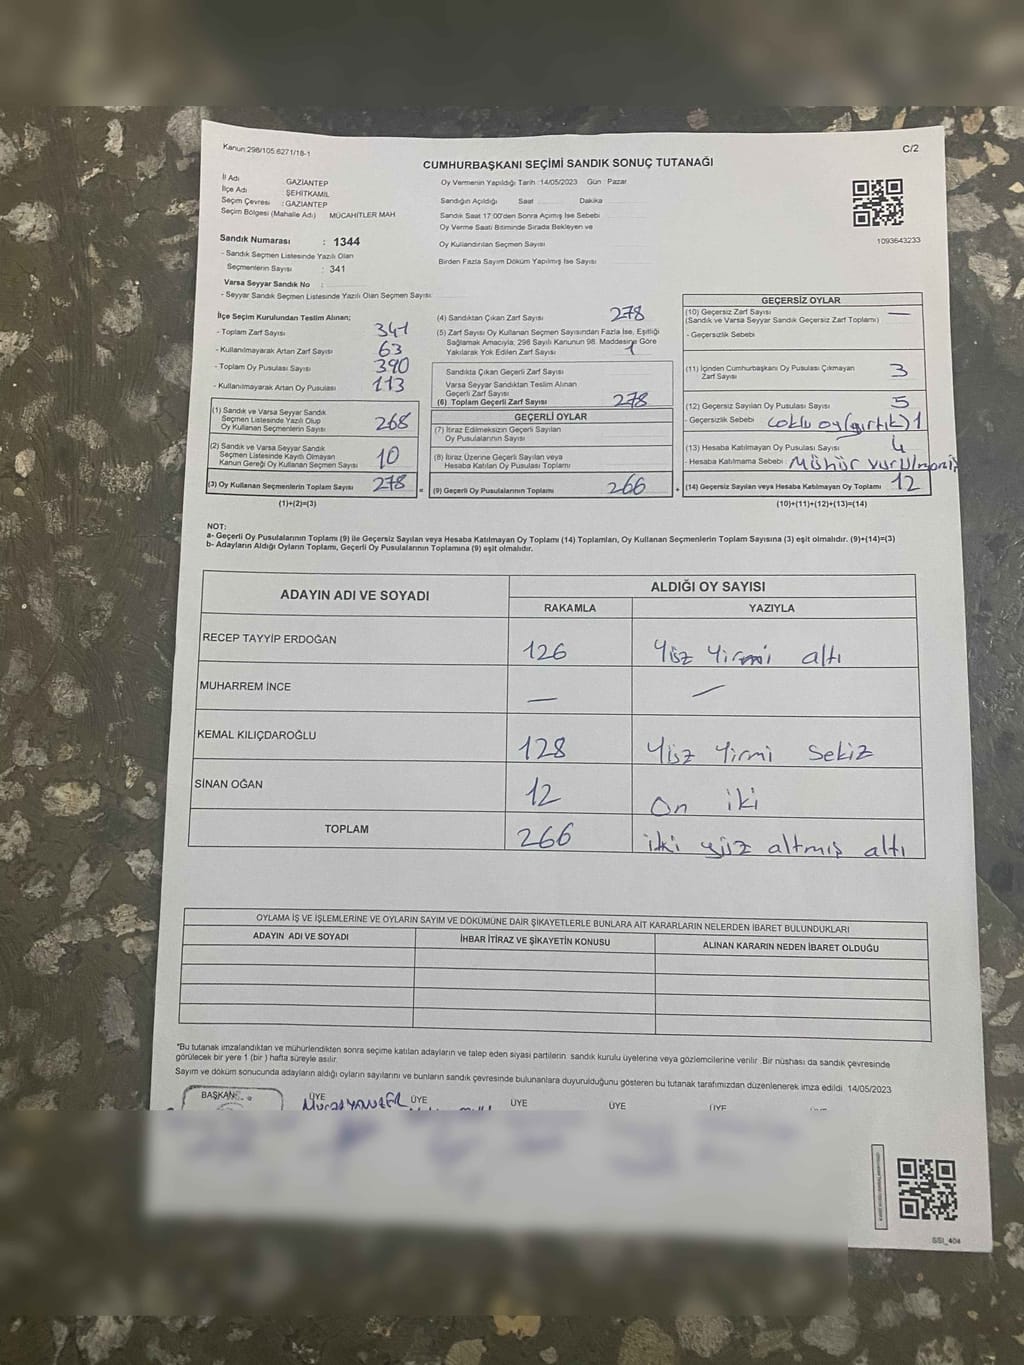 Kanun:298/105.6271/18-1
C/2
CUMHURBAŞKANI SEÇİMİ SANDIK SONUÇ TUTANAĞI
İl Adı GAZİANTEP
İlçe Adı ŞEHİTKAMİL
Seçim Çevresi : GAZİANTEP
Seçim Bölgesi (Mahalle Adı) MÜCAHİTLER MAH
Sandık Numarası : 1344
- Sandık Seçmen Listesinde Yazılı Olan
Seçmenlerin Sayısı : 341
Varsa Seyyar Sandık No :
- Seyyar Sandık Seçmen Listesinde Yazılı Olan Seçmen Sayısı:
Oy Vermenin Yapıldığı Tarih :14/05/2023 Gün Pazar
Sandığın Açıldığı Saat Dakika
Sandık Saat 17:00'den Sonra Açılmış İse Sebebi
Oy Verme Saati Bitiminde Sırada Bekleyen ve
Oy Kullandırılan Seçmen Sayısı
Birden Fazla Sayım Döküm Yapılmış İse Sayısı
1093643233
İlçe Seçim Kurulundan Teslim Alınan;
- Toplam Zarf Sayısı 341
- Kullanılmayarak Artan Zarf Sayısı 63
- Toplam Oy Pusulası Sayısı 390
- Kullanılmayarak Artan Oy Pusulası 113
(1) Sandık ve Varsa Seyyar Sandık
Seçmen Listesinde Yazılı Olup
Oy Kullanan Seçmenlerin Sayısı 268
(2) Sandık ve Varsa Seyyar Sandık
Seçmen Listesinde Kayıtlı Olmayan
Kanun Gereği Oy Kullanan Seçmen Sayısı 10
(3) Oy Kullanan Seçmenlerin Toplam Sayısı 278
(1)+(2)=(3)
(4) Sandıktan Çıkan Zarf Sayısı 278
(5) Zarf Sayısı Oy Kullanan Seçmen Sayısından Fazla İse, Eşitliği
Sağlamak Amacıyla; 298 Sayılı Kanunun 98. Maddesine Göre
Yakılarak Yok Edilen Zarf Sayısı
Sandıkta Çıkan Geçerli Zarf Sayısı
Varsa Seyyar Sandıktan Teslim Alınan
Geçerli Zarf Sayısı
(6) Toplam Geçerli Zarf Sayısı 278
GEÇERLİ OYLAR
(7) İtiraz Edilmeksizin Geçerli Sayılan
Oy Pusulalarının Sayısı
(8) İtiraz Üzerine Geçerli Sayılan veya
Hesaba Katılan Oy Pusulası Toplamı
= (9) Geçerli Oy Pusulalarının Toplamı 266 +
GEÇERSİZ OYLAR
(10) Geçersiz Zarf Sayısı —
(Sandık ve Varsa Seyyar Sandık Geçersiz Zarf Toplamı)
- Geçersizlik Sebebi
(11) İçinden Cumhurbaşkanı Oy Pusulası Çıkmayan
Zarf Sayısı 3
(12) Geçersiz Sayılan Oy Pusulası Sayısı 5
- Geçersizlik Sebebi Çoklu oy (yırtık) 1
(13) Hesaba Katılmayan Oy Pusulası Sayısı 4
- Hesaba Katılmama Sebebi Mühür
(14) Geçersiz Sayılan veya Hesaba Katılmayan Oy Toplamı 12
(10)+(11)+(12)+(13)=(14)
NOT:
a- Geçerli Oy Pusulalarının Toplamı (9) ile Geçersiz Sayılan veya Hesaba Katılmayan Oy Toplamı (14) Toplamları, Oy Kullanan Seçmenlerin Toplam Sayısına (3) eşit olmalıdır. (9)+(14)=(3)
b- Adayların Aldığı Oyların Toplamı, Geçerli Oy Pusulalarının Toplamına (9) eşit olmalıdır.
ADAYIN ADI VE SOYADI
ALDIĞI OY SAYISI
RAKAMLA YAZIYLA
RECEP TAYYİP ERDOĞAN 126 Yüz Yirmi altı
MUHARREM İNCE — —
KEMAL KILIÇDAROĞLU 128 Yüz Yirmi Sekiz
SİNAN OĞAN 12 On iki
TOPLAM 266 iki yüz altmış altı
OYLAMA İŞ VE İŞLEMLERİNE VE OYLARIN SAYIM VE DÖKÜMÜNE DAİR ŞİKAYETLERLE BUNLARA AİT KARARLARIN NELERDEN İBARET BULUNDUKLARI
ADAYIN ADI VE SOYADI İHBAR İTİRAZ VE ŞİKAYETİN KONUSU ALINAN KARARIN NEDEN İBARET OLDUĞU
*Bu tutanak imzalandıktan ve mühürlendikten sonra seçime katılan adayların ve talep eden siyasi partilerin sandık kurulu üyelerine veya gözlemcilerine verilir. Bir nüshası da sandık çevresinde
görülecek bir yere 1 (bir ) hafta süreyle asılır.
Sayım ve döküm sonucunda adayların aldığı oyların sayılarını ve bunların sandık çevresinde bulunanlara duyurulduğunu gösteren bu tutanak tarafımızdan düzenlenerek imza edildi. 14/05/2023
BAŞKAN ÜYE ÜYE ÜYE ÜYE ÜYE
SSI_404